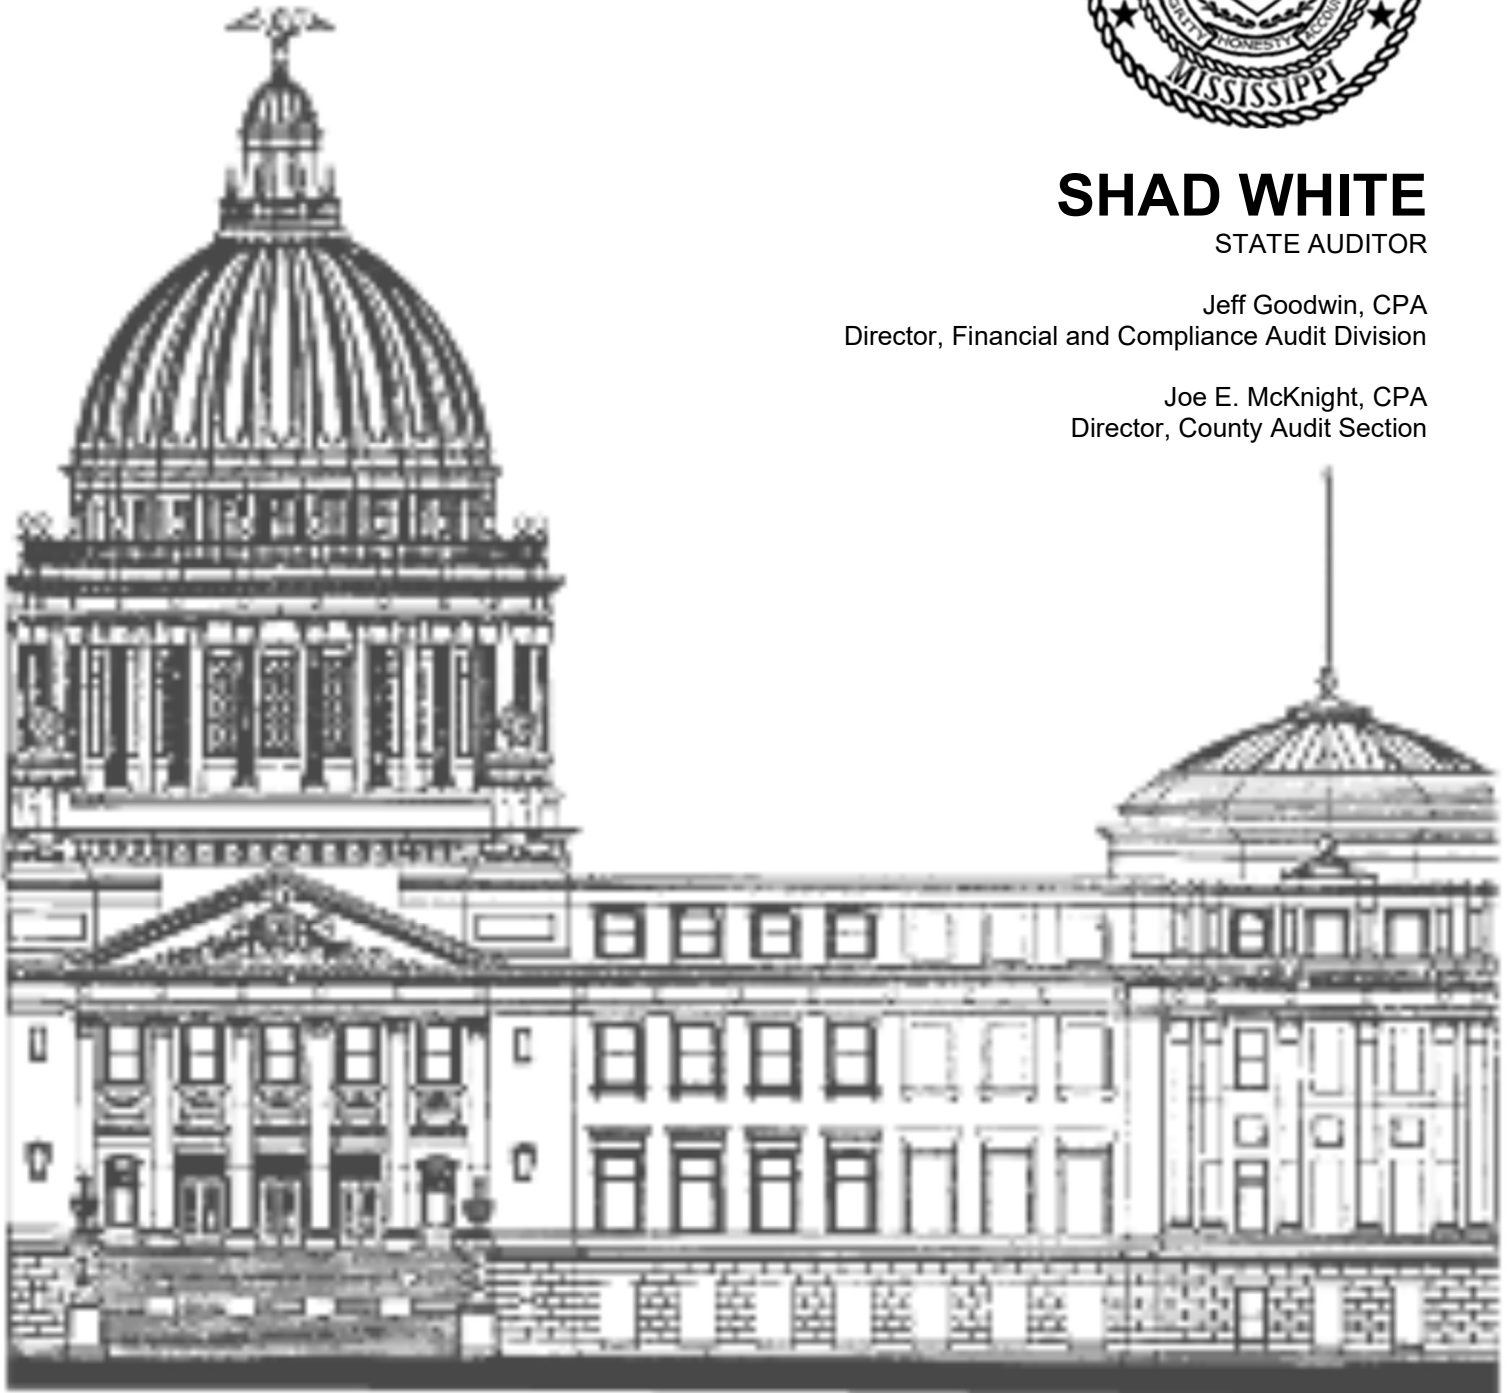 HONESTY
MISSISSIPPI
SHAD WHITE
STATE AUDITOR
Jeff Goodwin, CPA
Director, Financial and Compliance Audit Division
Joe E. McKnight, CPA
Director, County Audit Section